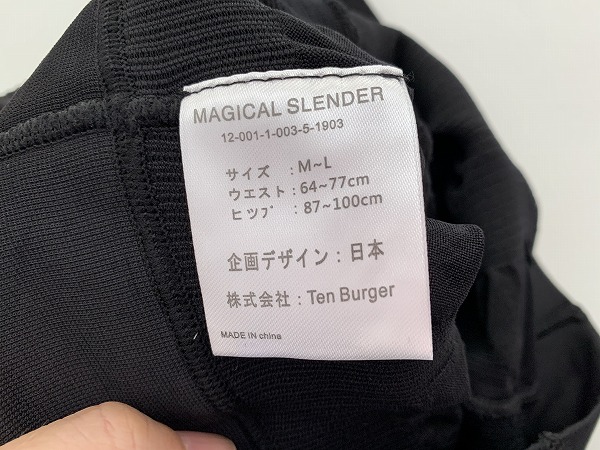 MAGICAL SLENDER
12-001-1-003-5-1903
サイズ : M~L
ウエスト : 64~77cm
ヒップ : 87~100cm
企画デザイン : 日本
株式会社 : Ten Burger
MADE IN china